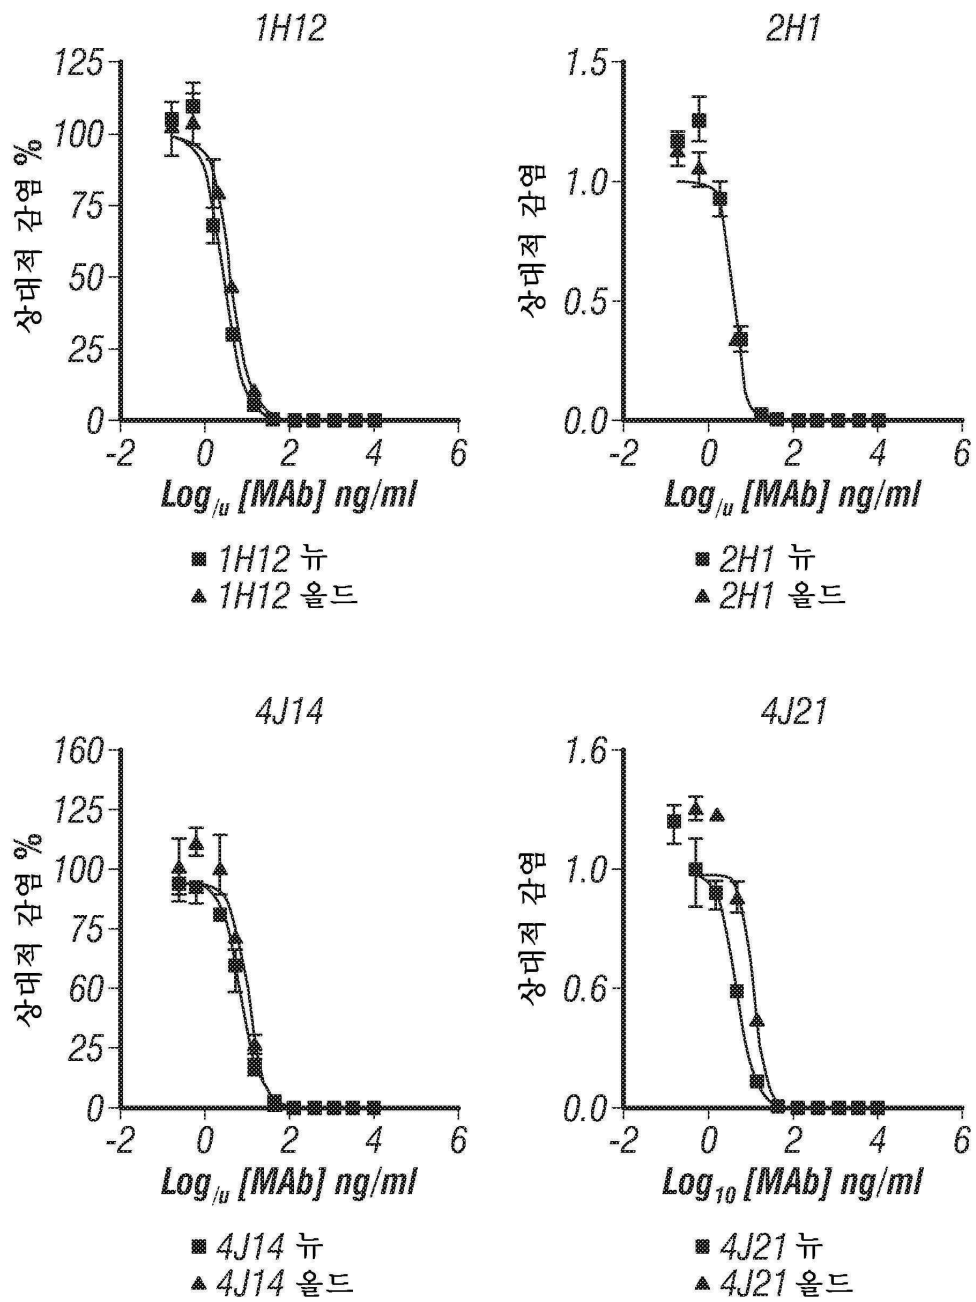 1H12
125
100
75
50
25
0
상대적 감염 %
-2 0 2 4 6
Log/u [MAb] ng/ml
■ 1H12 뉴
▲ 1H12 올드
2H1
1.5
1.0
0.5
0.0
상대적 감염
-2 0 2 4 6
Log/u [MAb] ng/ml
■ 2H1 뉴
▲ 2H1 올드
4J14
160
125
100
75
60
25
0
상대적 감염 %
-2 0 2 4 6
Log/u [MAb] ng/ml
■ 4J14 뉴
▲ 4J14 올드
4J21
1.6
1.0
0.6
0.0
상대적 감염
-2 0 2 4 6
Log10 [MAb] ng/ml
■ 4J21 뉴
▲ 4J21 올드